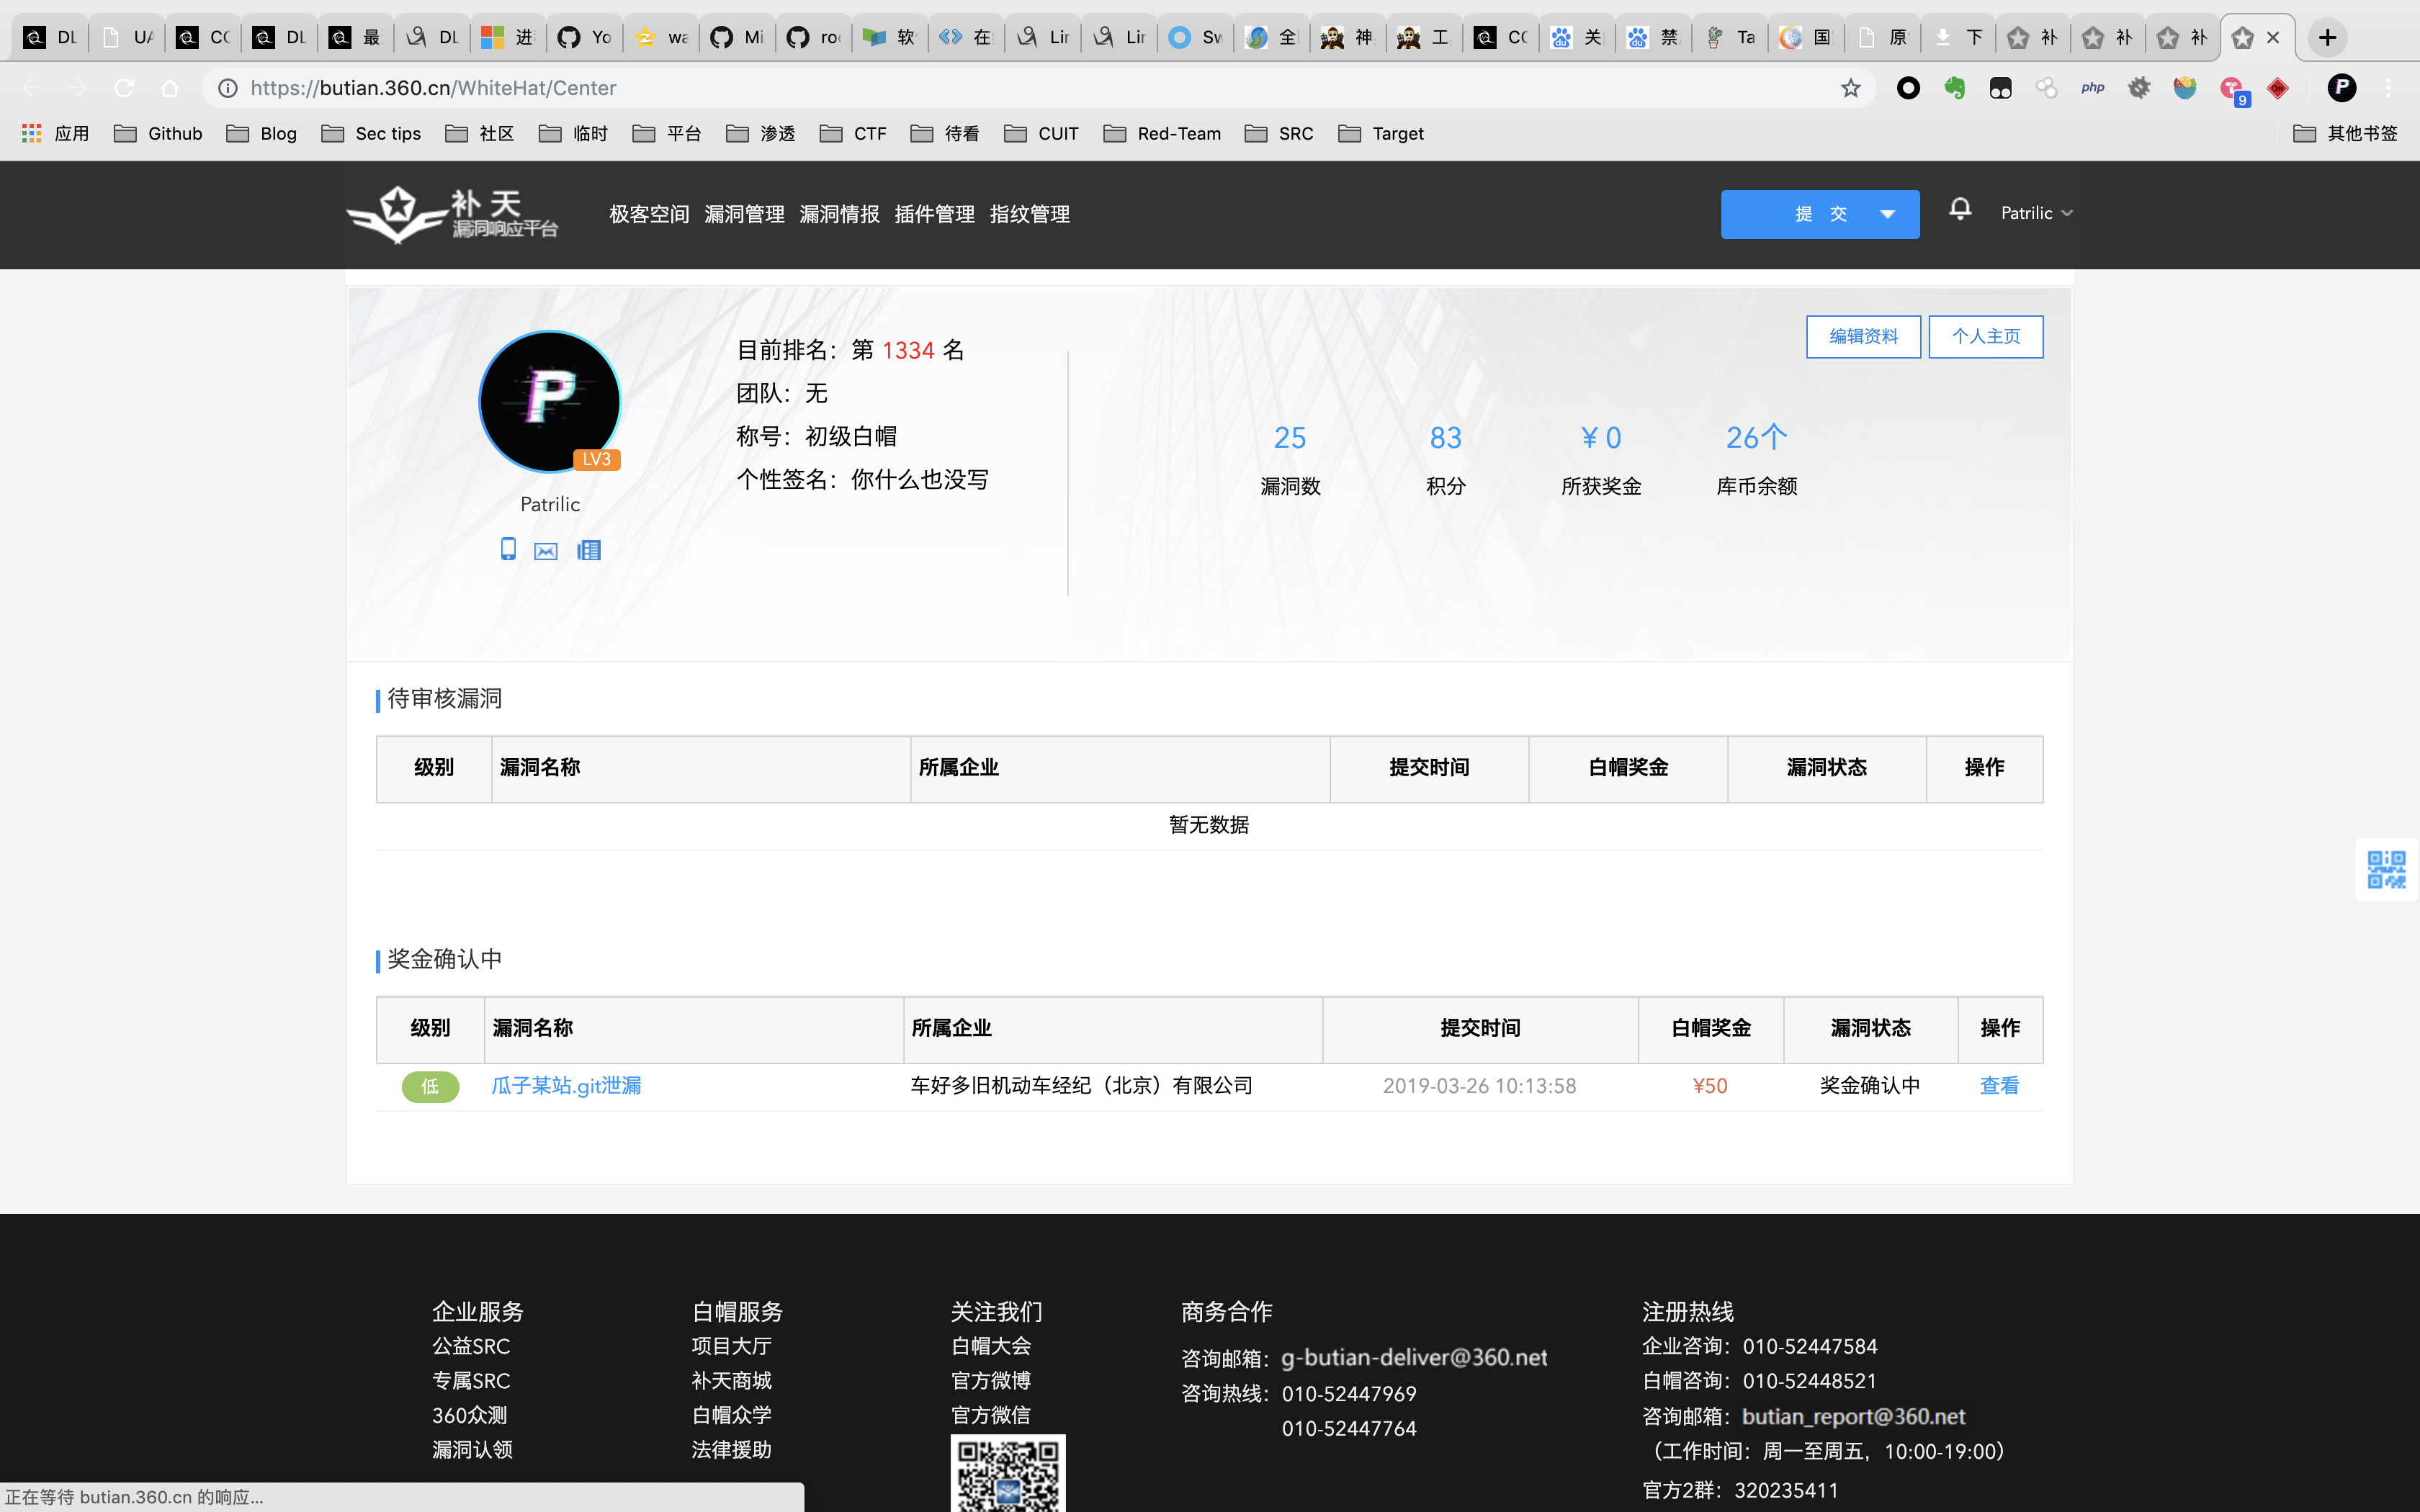 DL UA CC DL 最 DL 进 Yo wa Mi ro 软 在 Lir Lir Sw 全 神 工 CC 关 禁 Ta 国 原 下 补 补 补
https://butian.360.cn/WhiteHat/Center php 9 P
应用 Github Blog Sec tips 社区 临时 平台 渗透 CTF 待看 CUIT Red-Team SRC Target 其他书签
补天
漏洞响应平台
极客空间 漏洞管理 漏洞情报 插件管理 指纹管理 提 交 Patrilic
编辑资料 个人主页
P
LV3
Patrilic
目前排名：第 1334 名
团队：无
称号：初级白帽
个性签名：你什么也没写
25 83 ¥ 0 26个
漏洞数 积分 所获奖金 库币余额
待审核漏洞
级别 漏洞名称 所属企业 提交时间 白帽奖金 漏洞状态 操作
暂无数据
奖金确认中
级别 漏洞名称 所属企业 提交时间 白帽奖金 漏洞状态 操作
低 瓜子某站.git泄漏 车好多旧机动车经纪（北京）有限公司 2019-03-26 10:13:58 ¥50 奖金确认中 查看
企业服务
公益SRC
专属SRC
360众测
漏洞认领
白帽服务
项目大厅
补天商城
白帽众学
法律援助
关注我们
白帽大会
官方微博
官方微信
商务合作
咨询邮箱：g-butian-deliver@360.net
咨询热线：010-52447969
010-52447764
注册热线
企业咨询：010-52447584
白帽咨询：010-52448521
咨询邮箱：butian_report@360.net
（工作时间：周一至周五，10:00-19:00）
官方2群：320235411
正在等待 butian.360.cn 的响应...